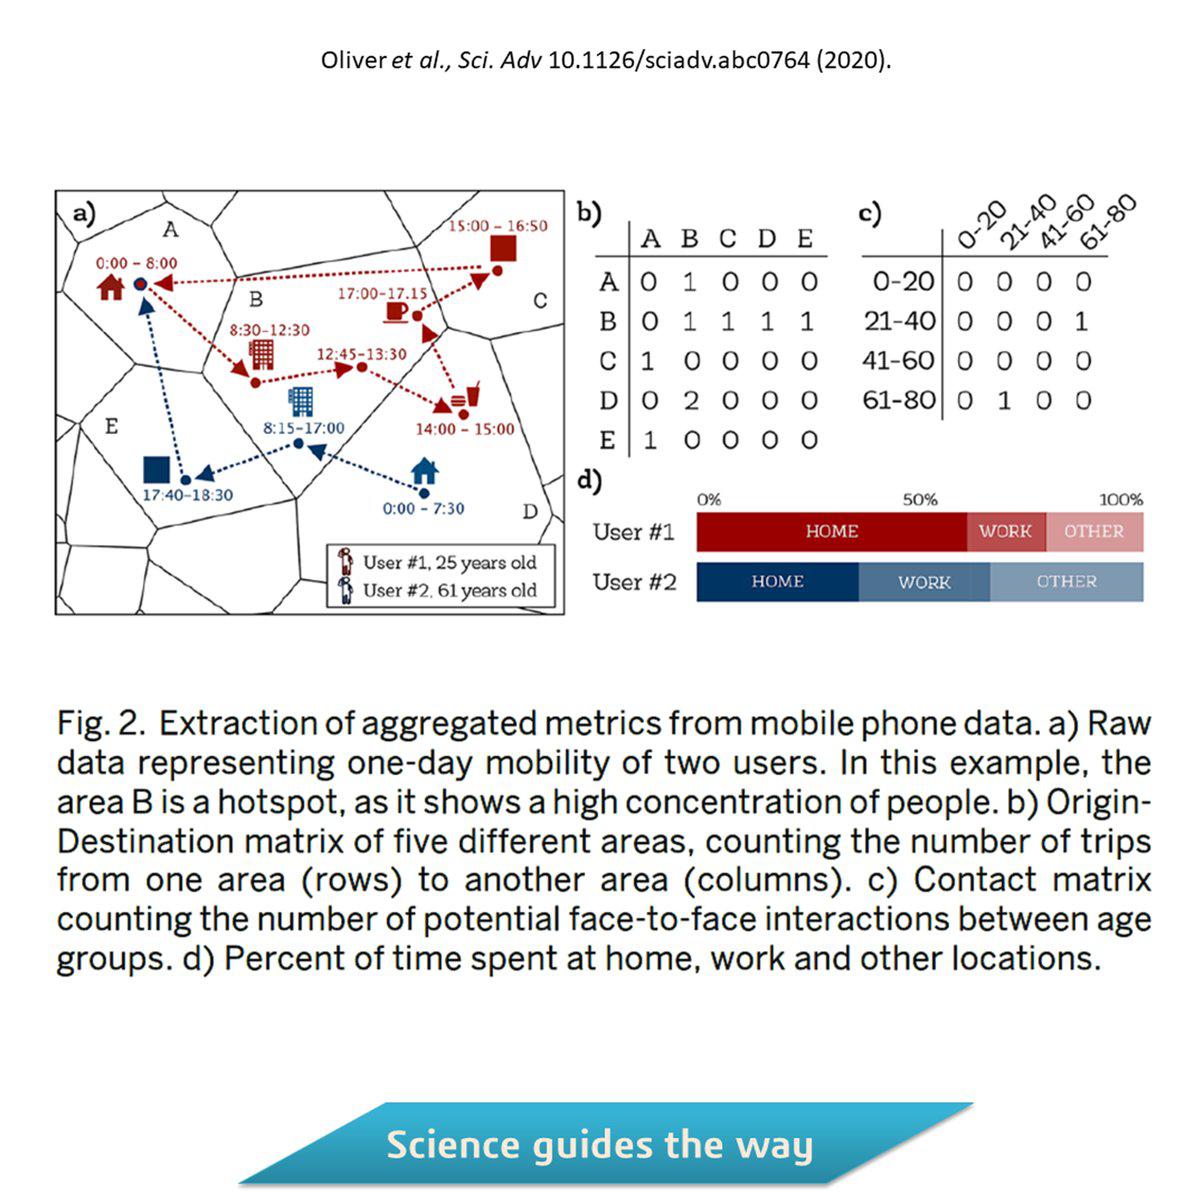 Oliver et al., Sci. Adv 10.1126/sciadv.abc0764 (2020).
a)
A
0:00 – 8:00
15:00 – 16:50
17:00-17.15
B
C
8:30-12:30
12:45-13:30
14:00 – 15:00
8:15-17:00
E
17:40-18:30
0:00 – 7:30
D
User #1, 25 years old
User #2, 61 years old
b)
A B C D E
A 0 1 0 0 0
B 0 1 1 1 1
C 1 0 0 0 0
D 0 2 0 0 0
E 1 0 0 0 0
c)
0-20 21-40 41-60 61-80
0-20 0 0 0 0
21-40 0 0 0 1
41-60 0 0 0 0
61-80 0 1 0 0
d)
0% 50% 100%
User #1 HOME WORK OTHER
User #2 HOME WORK OTHER
Fig. 2. Extraction of aggregated metrics from mobile phone data. a) Raw
data representing one-day mobility of two users. In this example, the
area B is a hotspot, as it shows a high concentration of people. b) Origin-
Destination matrix of five different areas, counting the number of trips
from one area (rows) to another area (columns). c) Contact matrix
counting the number of potential face-to-face interactions between age
groups. d) Percent of time spent at home, work and other locations.
Science guides the way